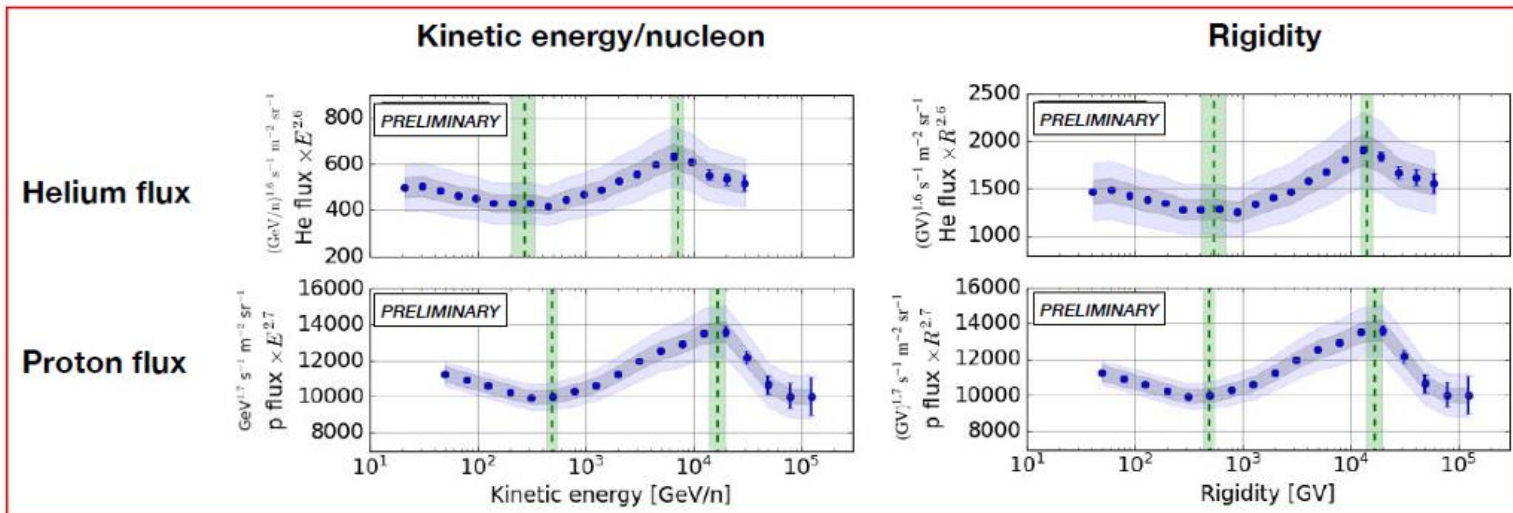 Kinetic energy/nucleon
Rigidity
Helium flux
(GeV/n)^1.6 s^-1 m^-2 sr^-1
He flux ×E^2.6
800
600
400
200
PRELIMINARY
(GV)^1.6 s^-1 m^-2 sr^-1
He flux ×R^2.6
2500
2000
1500
1000
PRELIMINARY
Proton flux
GeV^1.7 s^-1 m^-2 sr^-1
p flux ×E^2.7
16000
14000
12000
10000
8000
PRELIMINARY
10^1 10^2 10^3 10^4 10^5
Kinetic energy [GeV/n]
(GV)^1.7 s^-1 m^-2 sr^-1
p flux ×R^2.7
16000
14000
12000
10000
8000
PRELIMINARY
10^1 10^2 10^3 10^4 10^5
Rigidity [GV]